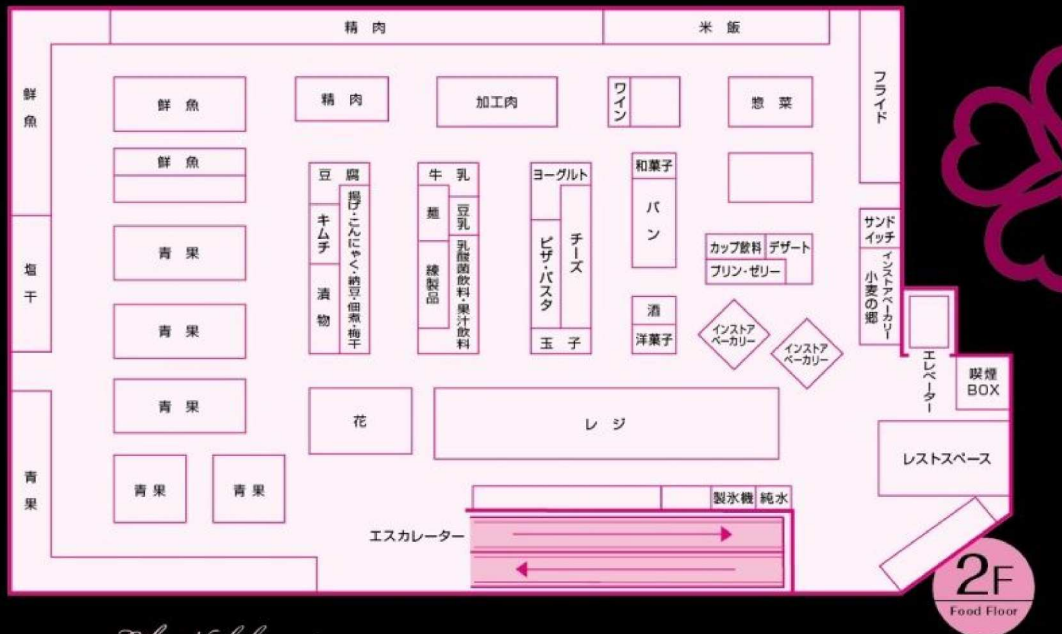 精肉
米飯
鮮魚
フライド
鮮魚
精肉
加工肉
ワイン
惣菜
鮮魚
豆腐
揚げ・こんにゃく・納豆・佃煮・梅干
キムチ
漬物
牛乳
麺
豆乳
練製品
乳酸菌飲料・果汁飲料
ヨーグルト
チーズ
ピザ・パスタ
玉子
和菓子
パン
酒
洋菓子
カップ飲料
デザート
プリン・ゼリー
サンド
イッチ
インストアベーカリー
小麦の郷
インストア
ベーカリー
インストア
ベーカリー
塩干
青果
青果
青果
青果
青果
青果
花
レジ
エレベーター
喫煙
BOX
レストスペース
製氷機
純水
エスカレーター
2F
Food Floor